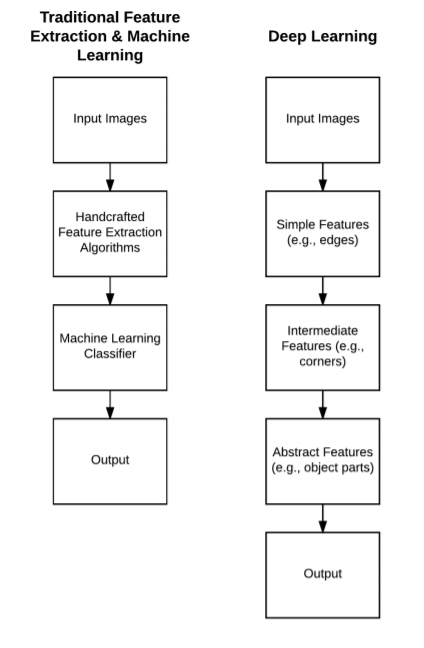 Traditional Feature
Extraction & Machine
Learning
Input Images
Handcrafted
Feature Extraction
Algorithms
Machine Learning
Classifier
Output
Deep Learning
Input Images
Simple Features
(e.g., edges)
Intermediate
Features (e.g.,
corners)
Abstract Features
(e.g., object parts)
Output